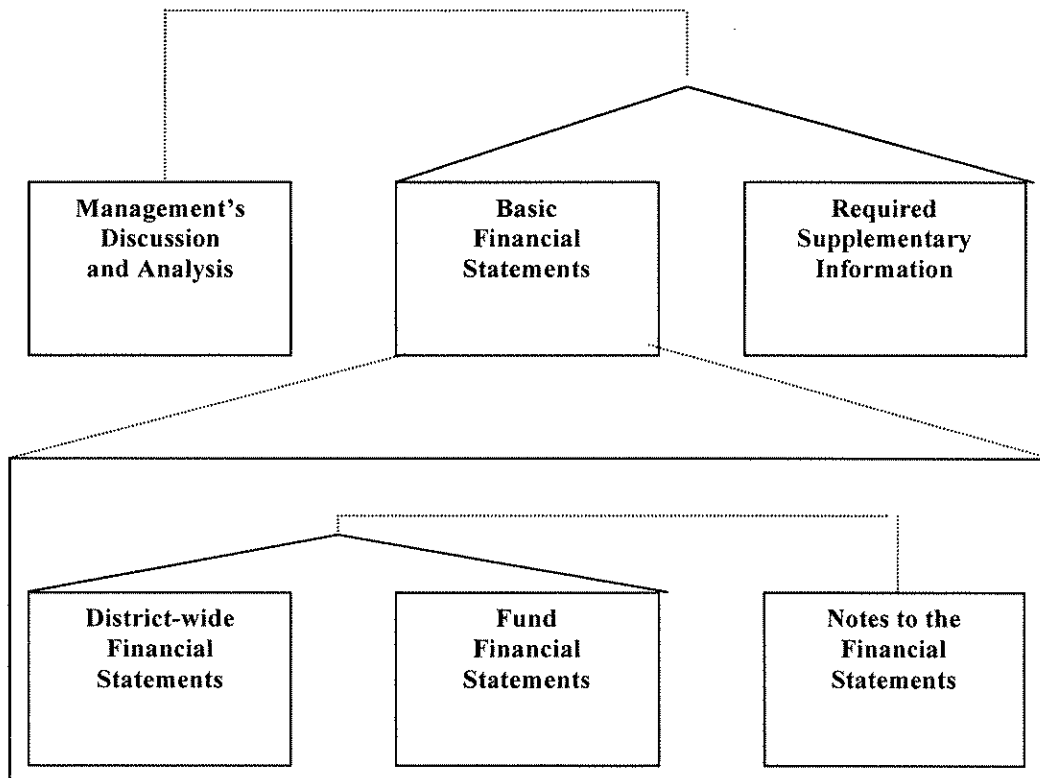 Management's
Discussion
and Analysis
Basic
Financial
Statements
Required
Supplementary
Information
District-wide
Financial
Statements
Fund
Financial
Statements
Notes to the
Financial
Statements